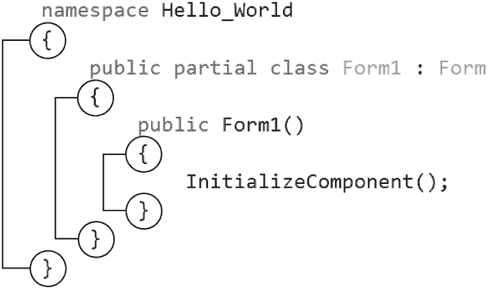 namespace Hello_World
{
public partial class Form1 : Form
{
public Form1()
{
InitializeComponent();
}
}
}